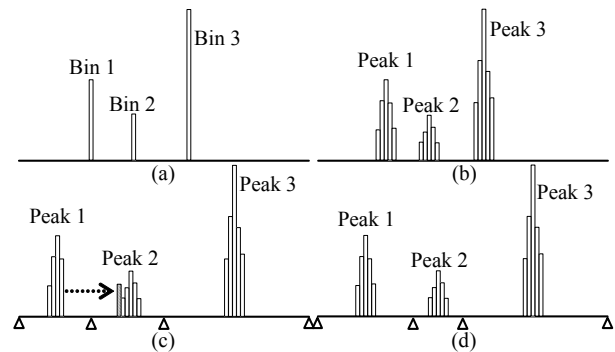 Bin 1
Bin 2
Bin 3
(a)
Peak 1
Peak 2
Peak 3
(b)
Peak 1
Peak 2
Peak 3
(c)
Peak 1
Peak 2
Peak 3
(d)